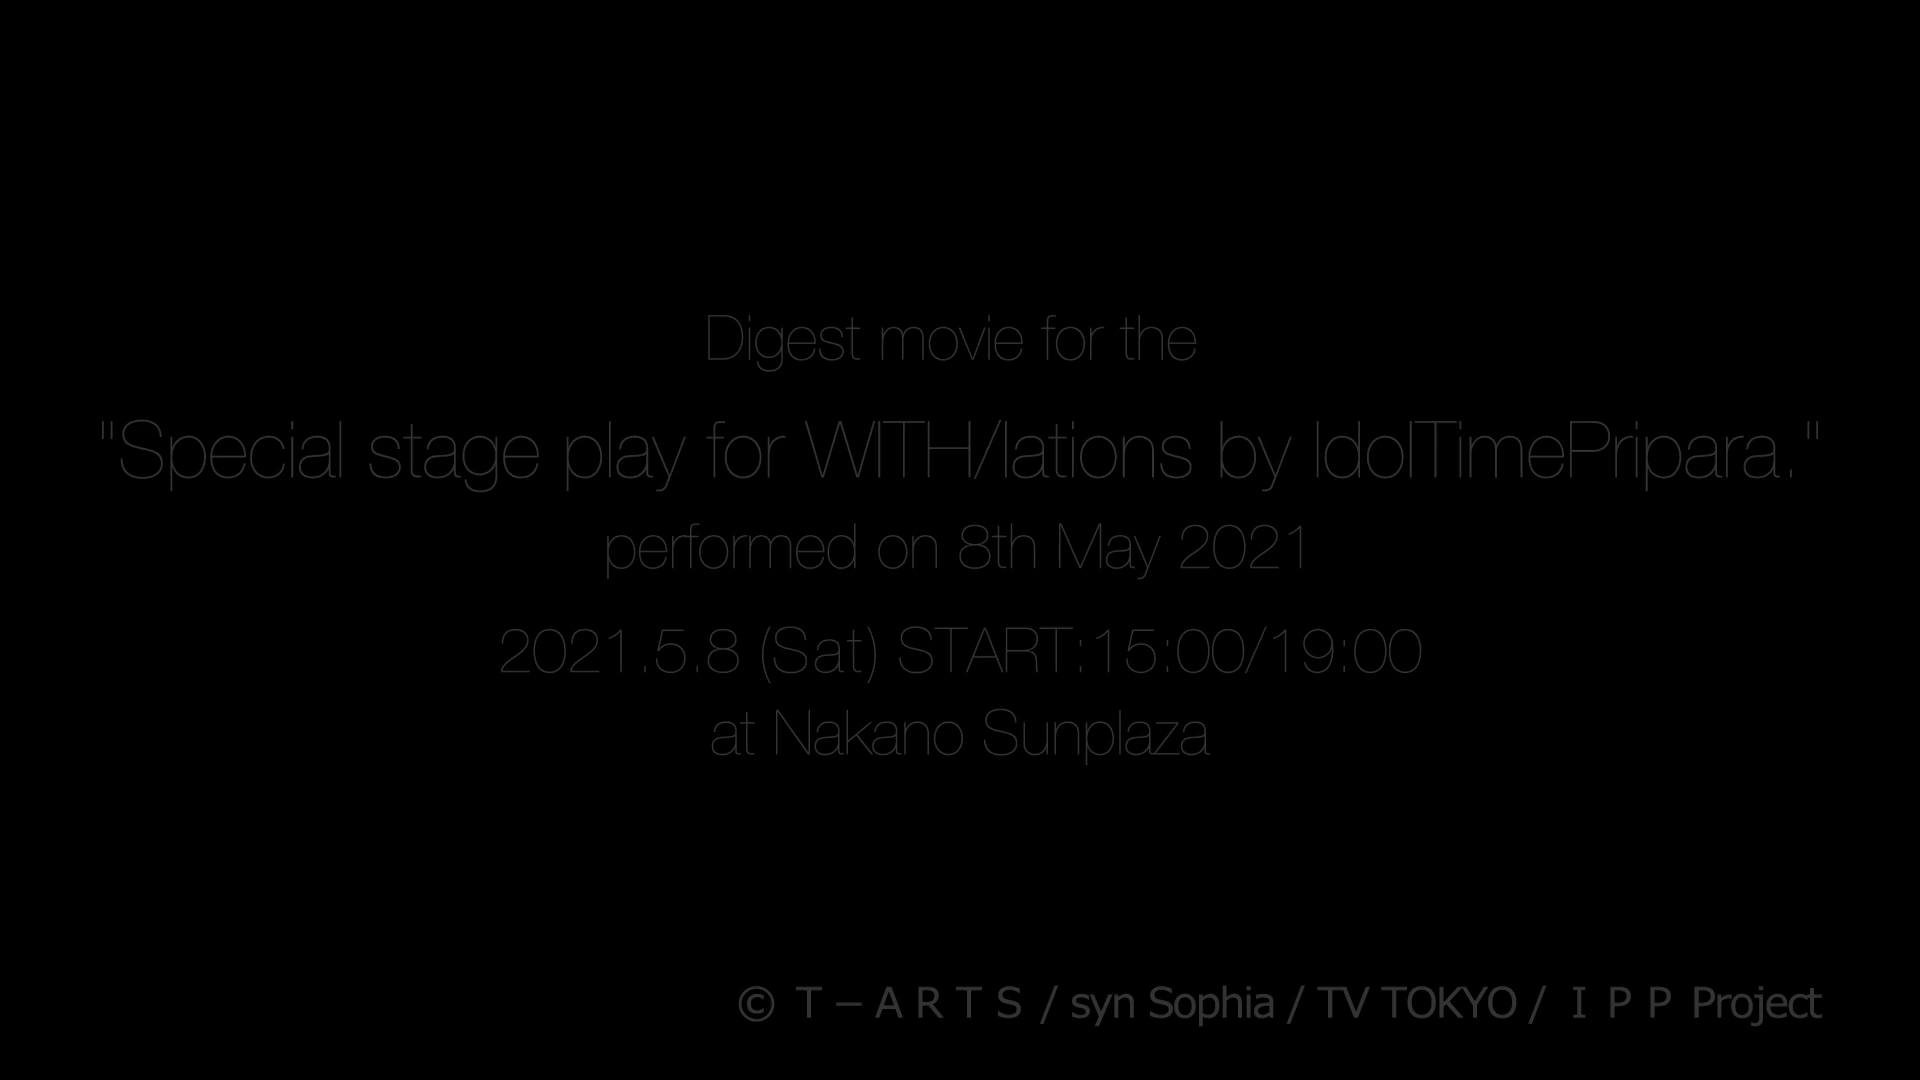 Digest movie for the
"Special stage play for WITH/lations by IdolTimePripara."
performed on 8th May 2021
2021.5.8 (Sat) START:15:00/19:00
at Nakano Sunplaza
© Ｔ－ＡＲＴＳ / syn Sophia / TV TOKYO / ＩＰＰ Project